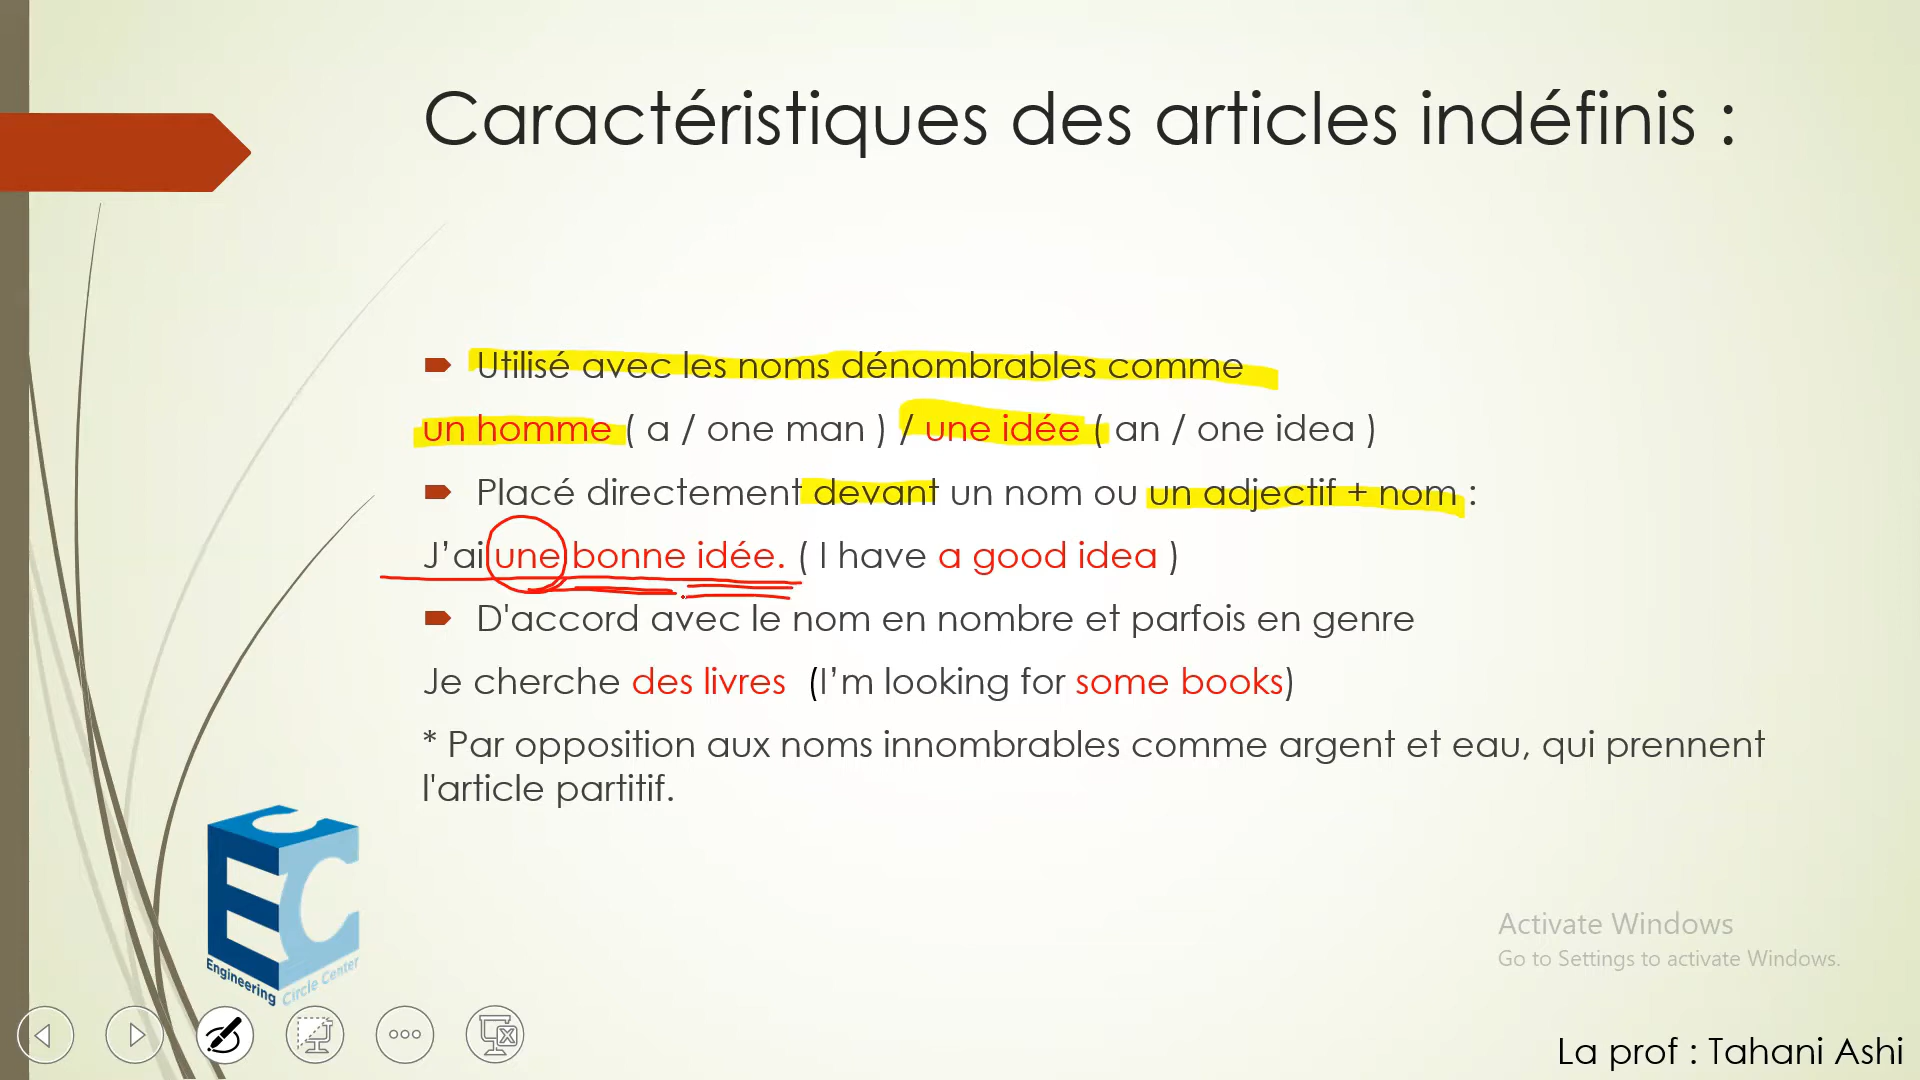 Caractéristiques des articles indéfinis :
Utilisé avec les noms dénombrables comme
un homme ( a / one man ) / une idée ( an / one idea )
Placé directement devant un nom ou un adjectif + nom :
J’ai une bonne idée. ( I have a good idea )
D'accord avec le nom en nombre et parfois en genre
Je cherche des livres (I’m looking for some books)
* Par opposition aux noms innombrables comme argent et eau, qui prennent
l'article partitif.
EC
Engineering Circle Center
Activate Windows
Go to Settings to activate Windows.
La prof : Tahani Ashi